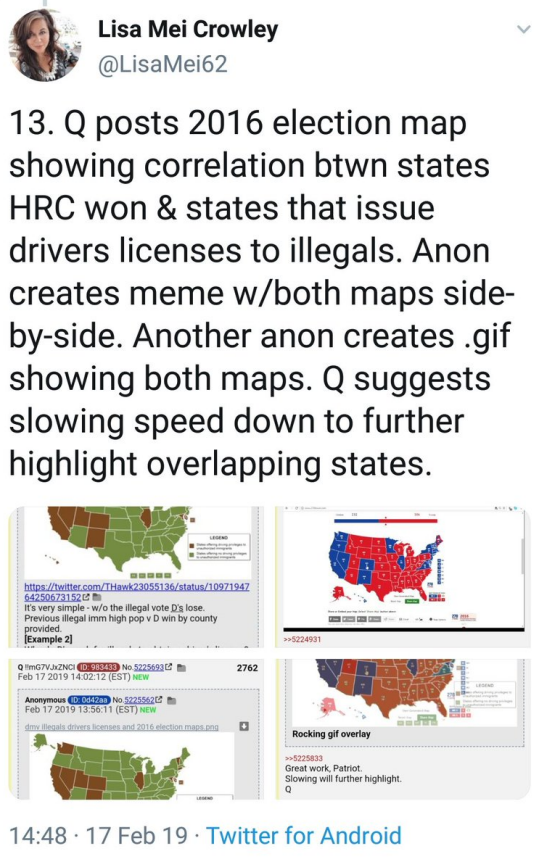 Lisa Mei Crowley
@LisaMei62
13. Q posts 2016 election map
showing correlation btwn states
HRC won & states that issue
drivers licenses to illegals. Anon
creates meme w/both maps side-
by-side. Another anon creates .gif
showing both maps. Q suggests
slowing speed down to further
highlight overlapping states.
LEGEND
https://twitter.com/THawk23055136/status/10971947
64250673152
It's very simple - w/o the illegal vote D's lose.
Previous illegal imm high pop v D win by county
provided.
[Example 2]
>>5224931
Q !!mG7VJxZNCI ID: 983433 No.5225693 2762
Feb 17 2019 14:02:12 (EST) NEW
Anonymous ID: 0d42aa No.5225562
Feb 17 2019 13:56:11 (EST) NEW
dmv illegals drivers licenses and 2016 election maps.png
LEGEND
Rocking gif overlay
>>5225833
Great work, Patriot.
Slowing will further highlight.
Q
14:48 · 17 Feb 19 · Twitter for Android